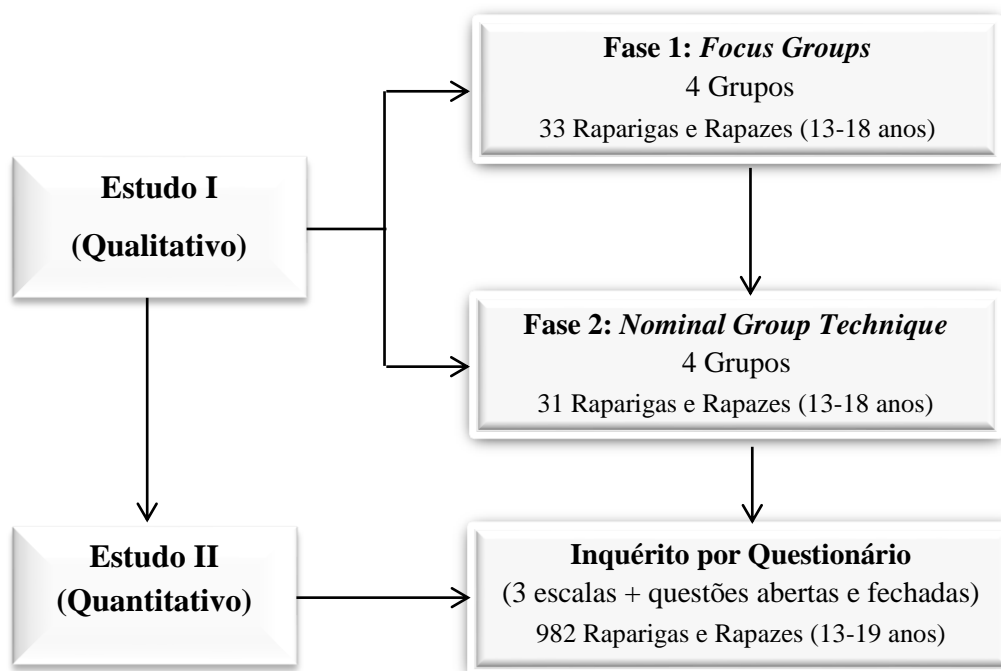 Fase 1: Focus Groups
4 Grupos
33 Raparigas e Rapazes (13-18 anos)
Estudo I
(Qualitativo)
Fase 2: Nominal Group Technique
4 Grupos
31 Raparigas e Rapazes (13-18 anos)
Estudo II
(Quantitativo)
Inquérito por Questionário
(3 escalas + questões abertas e fechadas)
982 Raparigas e Rapazes (13-19 anos)